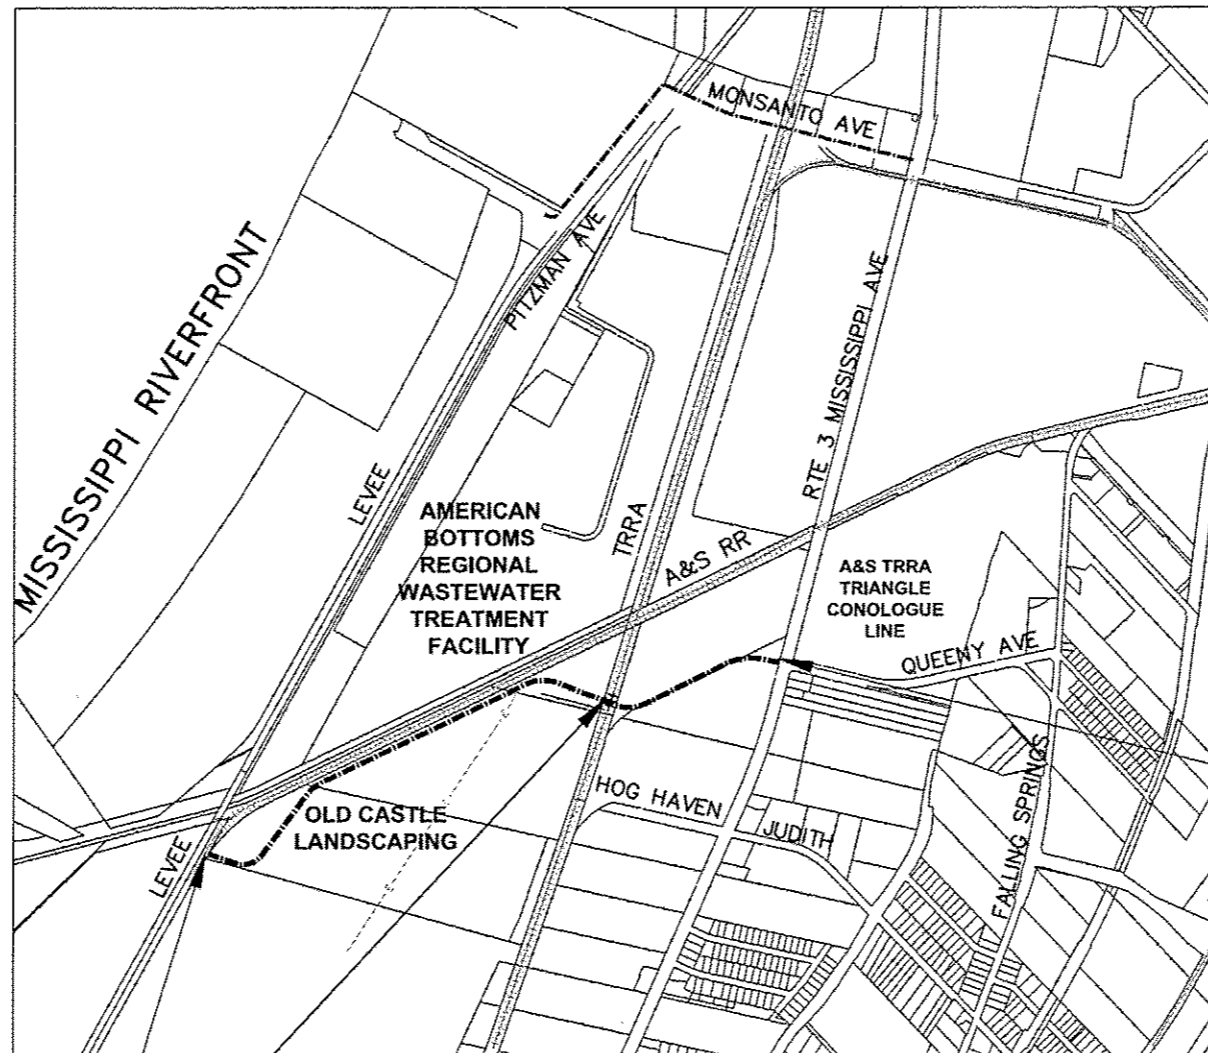 MONSANTO AVE
MISSISSIPPI RIVERFRONT
PITZMAN AVE
RTE 3 MISSISSIPPI AVE
LEVEE
AMERICAN
BOTTOMS
REGIONAL
WASTEWATER
TREATMENT
FACILITY
TRRA
A&S RR
A&S TRRA
TRIANGLE
CONOLOGUE
LINE
QUEENY AVE
HOG HAVEN
JUDITH
OLD CASTLE
LANDSCAPING
LEVEE
FALLING SPRINGS